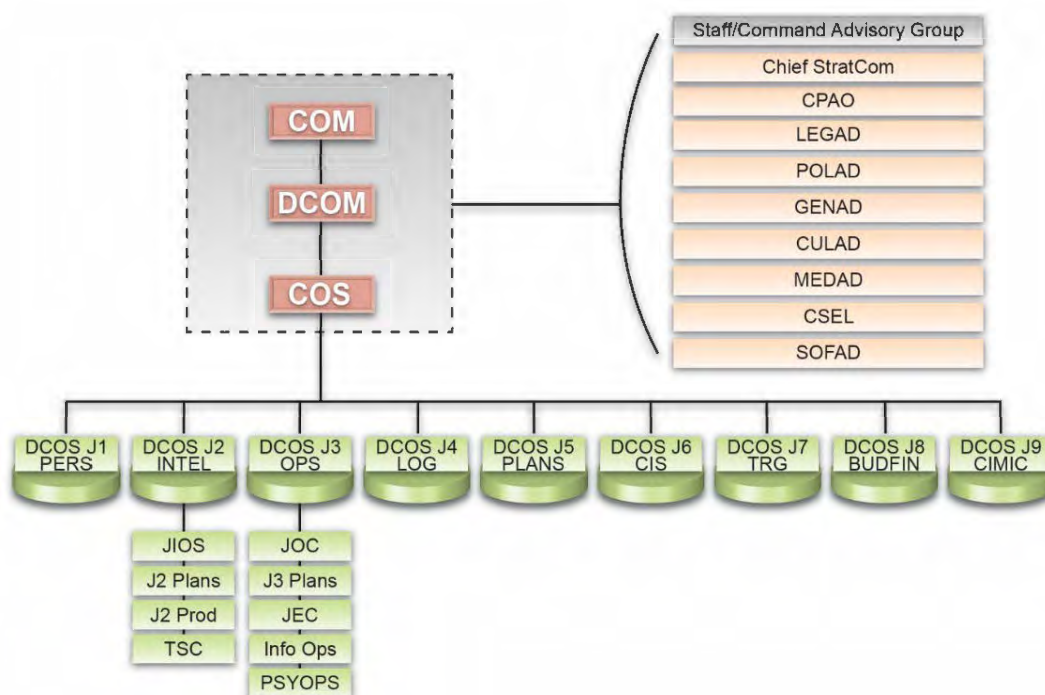 Staff/Command Advisory Group
Chief StratCom
CPAO
LEGAD
POLAD
GENAD
CULAD
MEDAD
CSEL
SOFAD
COM
DCOM
COS
DCOS J1
PERS
DCOS J2
INTEL
DCOS J3
OPS
DCOS J4
LOG
DCOS J5
PLANS
DCOS J6
CIS
DCOS J7
TRG
DCOS J8
BUDFIN
DCOS J9
CIMIC
JIOS
J2 Plans
J2 Prod
TSC
JOC
J3 Plans
JEC
Info Ops
PSYOPS